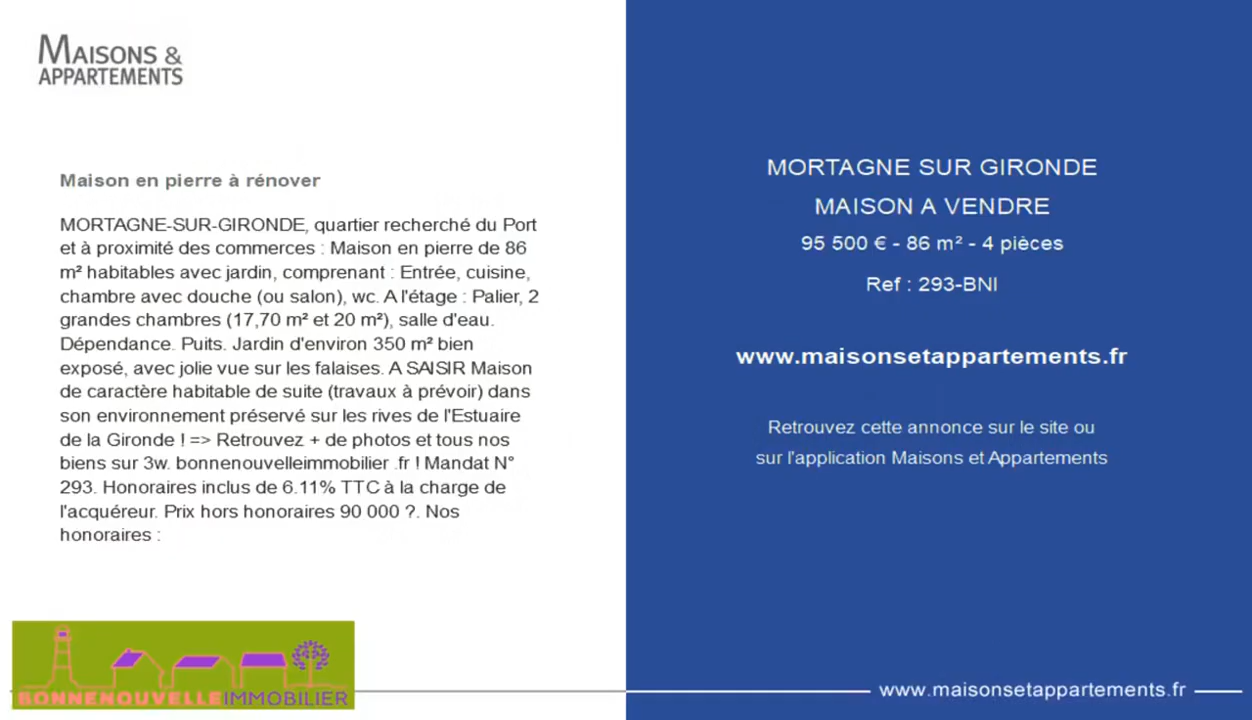 MAISONS &
APPARTEMENTS
Maison en pierre à rénover
MORTAGNE-SUR-GIRONDE, quartier recherché du Port
et à proximité des commerces : Maison en pierre de 86
m² habitables avec jardin, comprenant : Entrée, cuisine,
chambre avec douche (ou salon), wc. A l'étage : Palier, 2
grandes chambres (17,70 m² et 20 m²), salle d'eau.
Dépendance. Puits. Jardin d'environ 350 m² bien
exposé, avec jolie vue sur les falaises. A SAISIR Maison
de caractère habitable de suite (travaux à prévoir) dans
son environnement préservé sur les rives de l'Estuaire
de la Gironde ! => Retrouvez + de photos et tous nos
biens sur 3w. bonnenouvelleimmobilier .fr ! Mandat N°
293. Honoraires inclus de 6.11% TTC à la charge de
l'acquéreur. Prix hors honoraires 90 000 ?. Nos
honoraires :
BONNENOUVELLEIMMOBILIER
MORTAGNE SUR GIRONDE
MAISON A VENDRE
95 500 € - 86 m² - 4 pièces
Ref : 293-BNI
www.maisonsetappartements.fr
Retrouvez cette annonce sur le site ou
sur l'application Maisons et Appartements
www.maisonsetappartements.fr